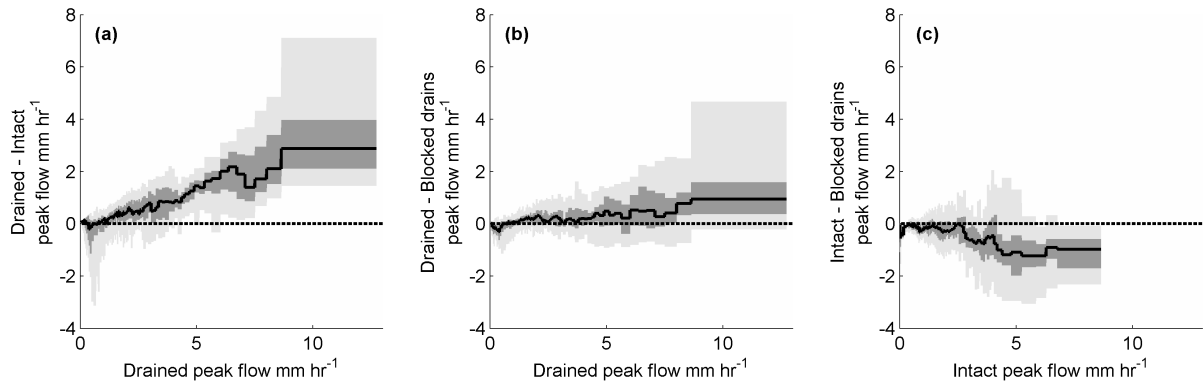 (a)
8
6
4
2
0
-2
-4
Drained - Intact
peak flow mm hr-1
0 5 10
Drained peak flow mm hr-1
(b)
8
6
4
2
0
-2
-4
Drained - Blocked drains
peak flow mm hr-1
0 5 10
Drained peak flow mm hr-1
(c)
8
6
4
2
0
-2
-4
Intact - Blocked drains
peak flow mm hr-1
0 5 10
Intact peak flow mm hr-1